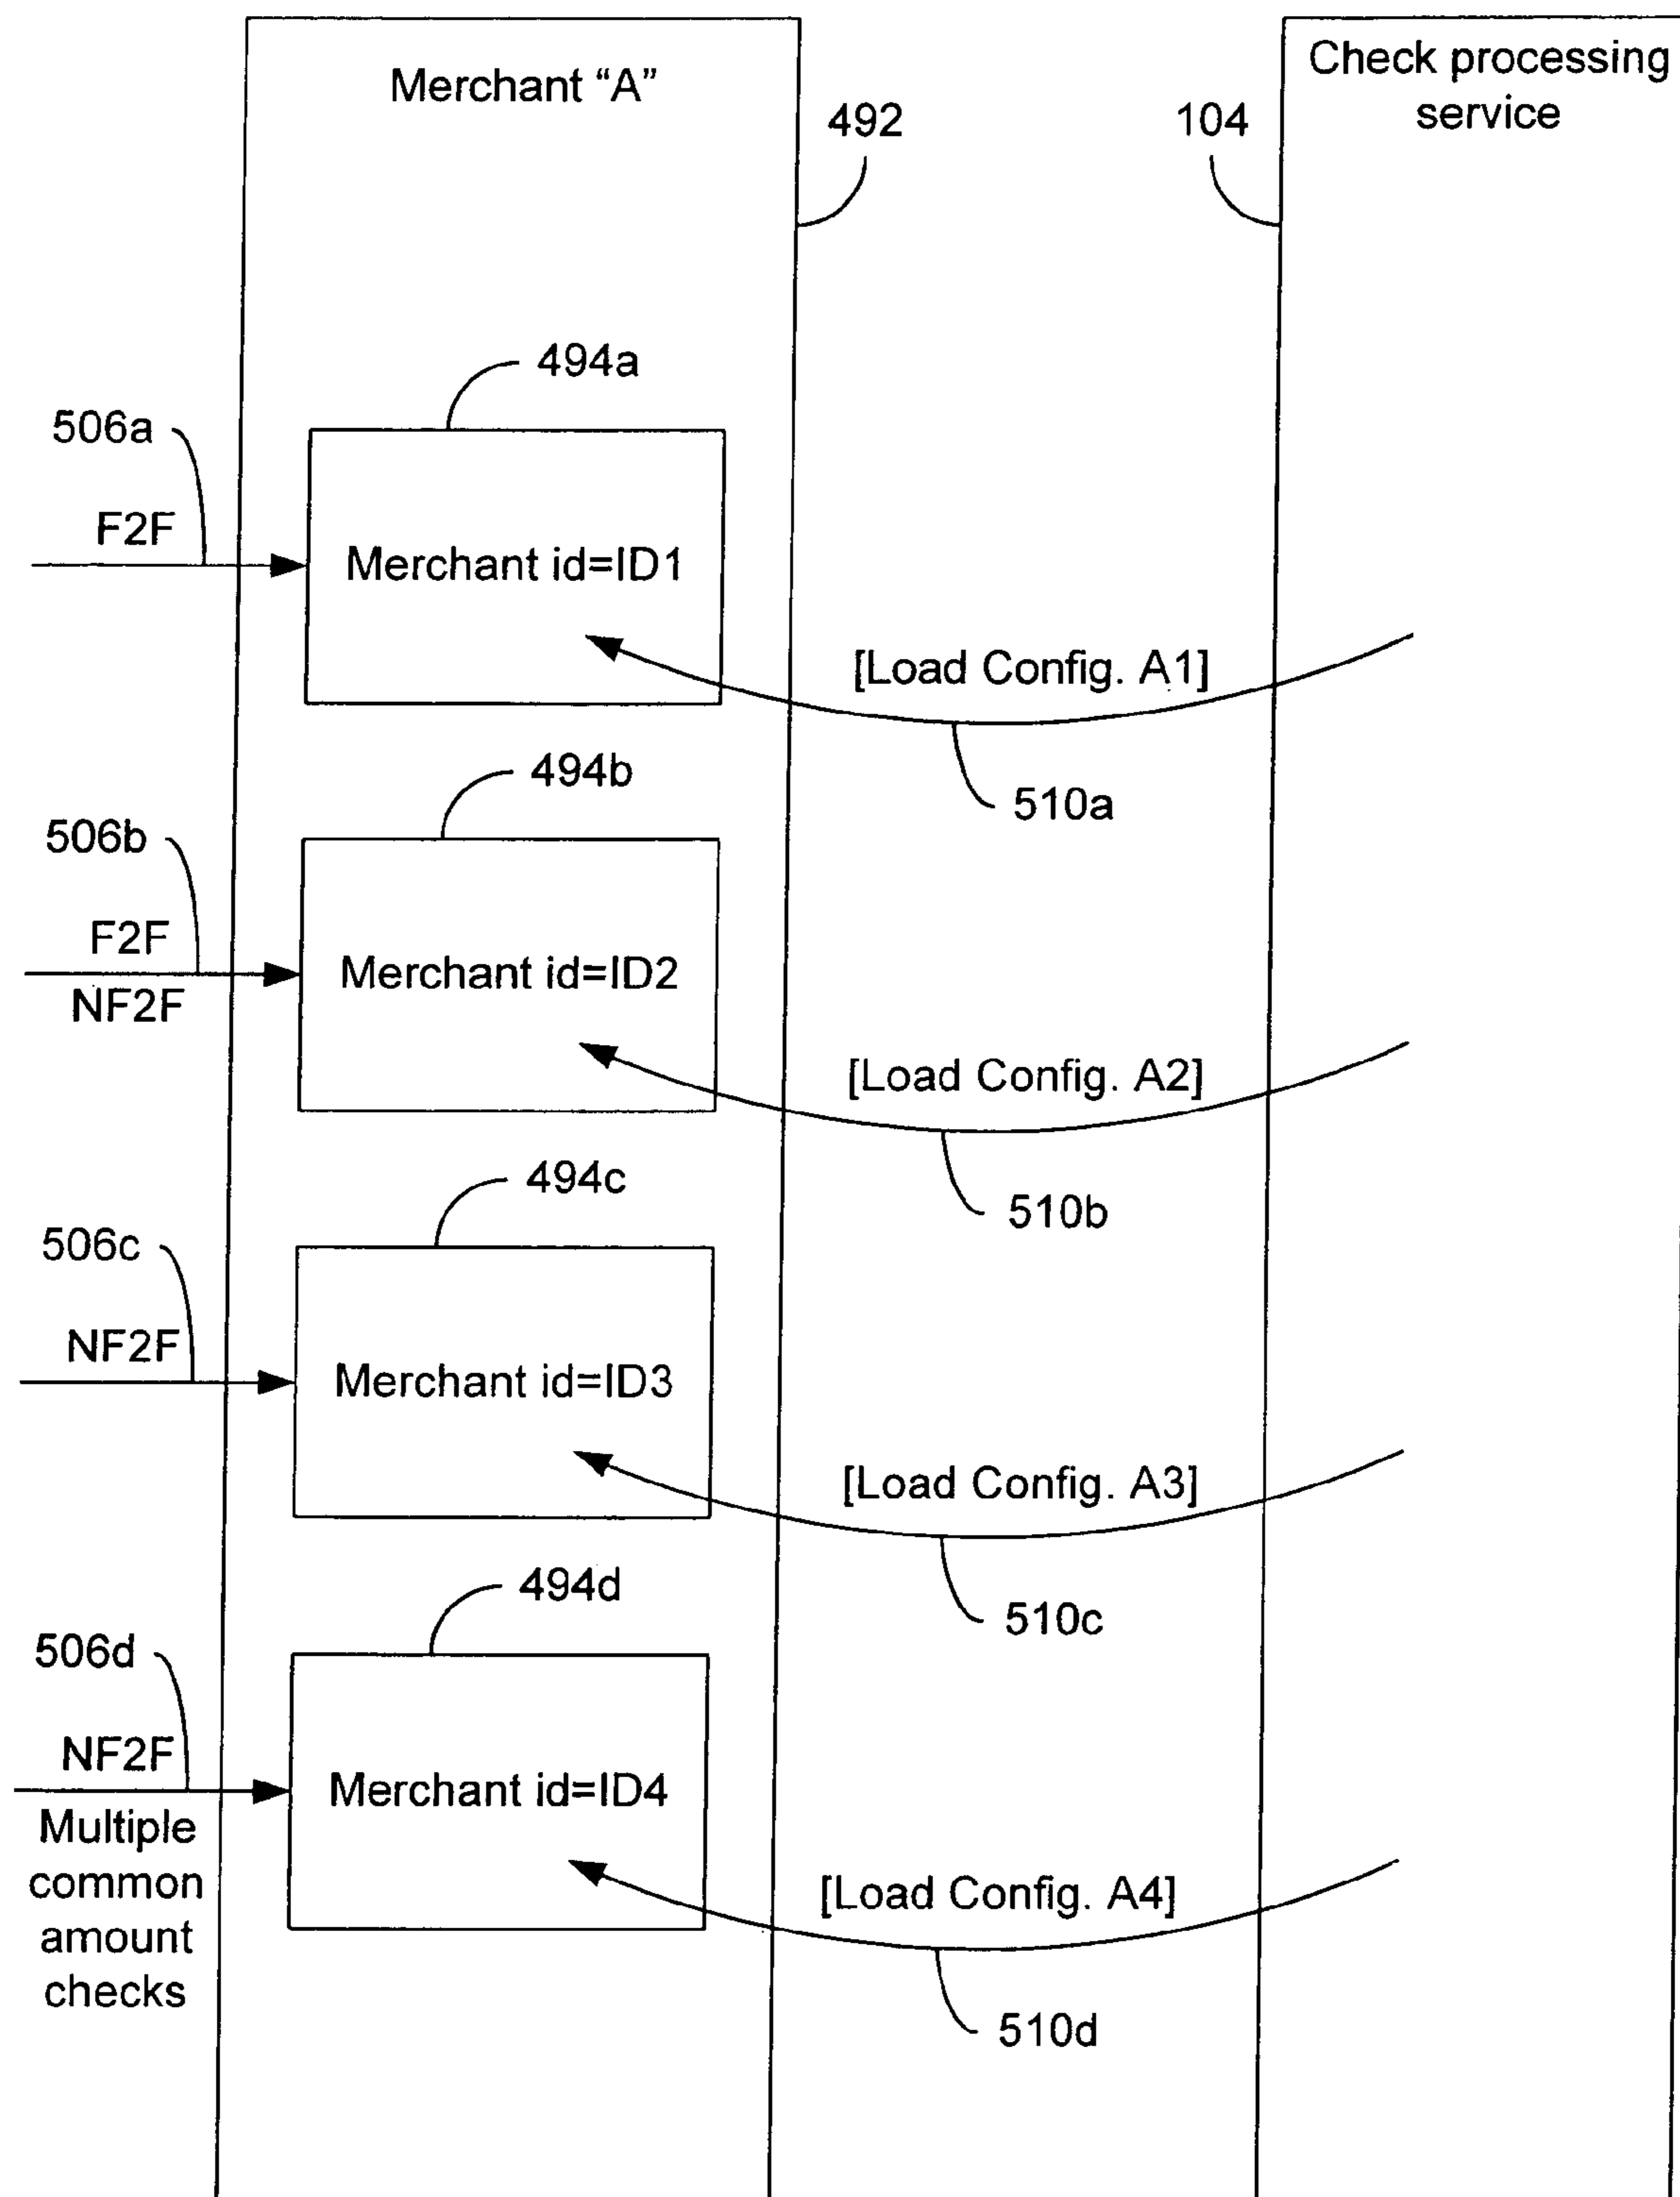 Merchant “A”
Check processing
service
492
104
494a
506a
F2F
Merchant id=ID1
[Load Config. A1]
510a
494b
506b
F2F
NF2F
Merchant id=ID2
[Load Config. A2]
510b
494c
506c
NF2F
Merchant id=ID3
[Load Config. A3]
510c
494d
506d
NF2F
Multiple
common
amount
checks
Merchant id=ID4
[Load Config. A4]
510d